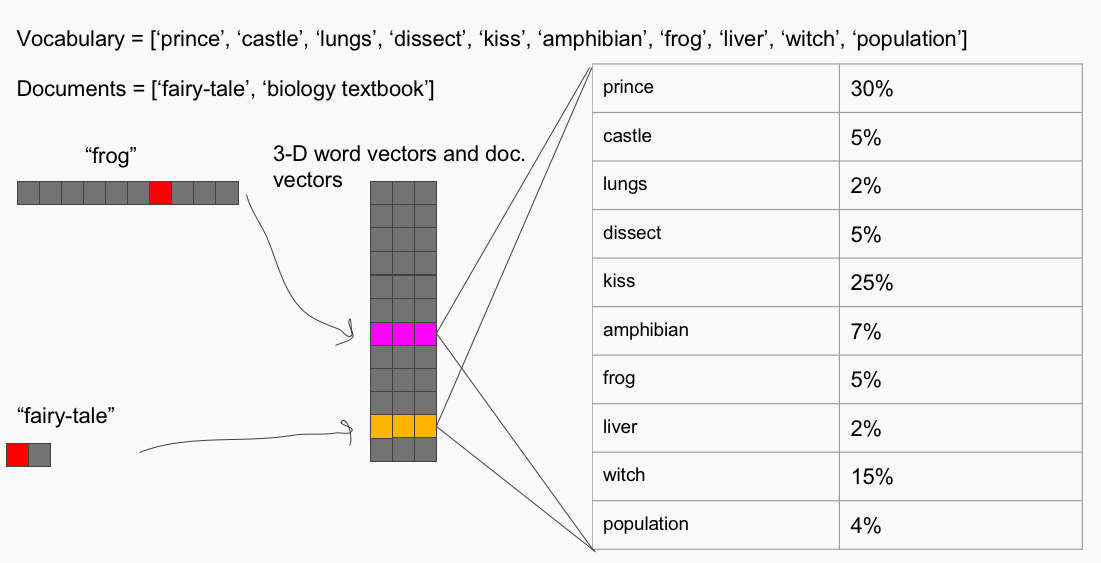 Vocabulary = [‘prince’, ‘castle’, ‘lungs’, ‘dissect’, ‘kiss’, ‘amphibian’, ‘frog’, ‘liver’, ‘witch’, ‘population’]
Documents = [‘fairy-tale’, ‘biology textbook’]
“frog”
3-D word vectors and doc.
vectors
“fairy-tale”
prince 30%
castle 5%
lungs 2%
dissect 5%
kiss 25%
amphibian 7%
frog 5%
liver 2%
witch 15%
population 4%